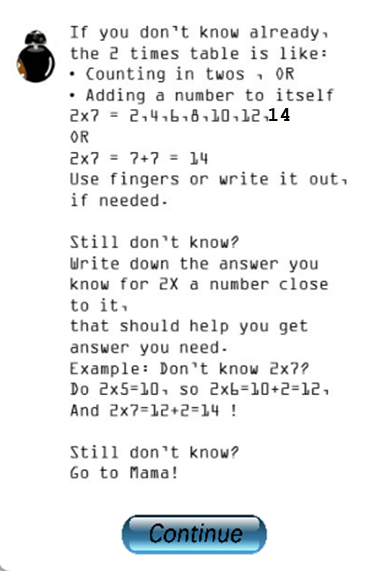 If you don't know already,
the 2 times table is like:
• Counting in twos , OR
• Adding a number to itself
2x7 = 2,4,6,8,10,12,14
OR
2x7 = 7+7 = 14
Use fingers or write it out,
if needed.
Still don't know?
Write down the answer you
know for 2X a number close
to it,
that should help you get
answer you need.
Example: Don't know 2x7?
Do 2x5=10, so 2x6=10+2=12,
And 2x7=12+2=14 !
Still don't know?
Go to Mama!
Continue